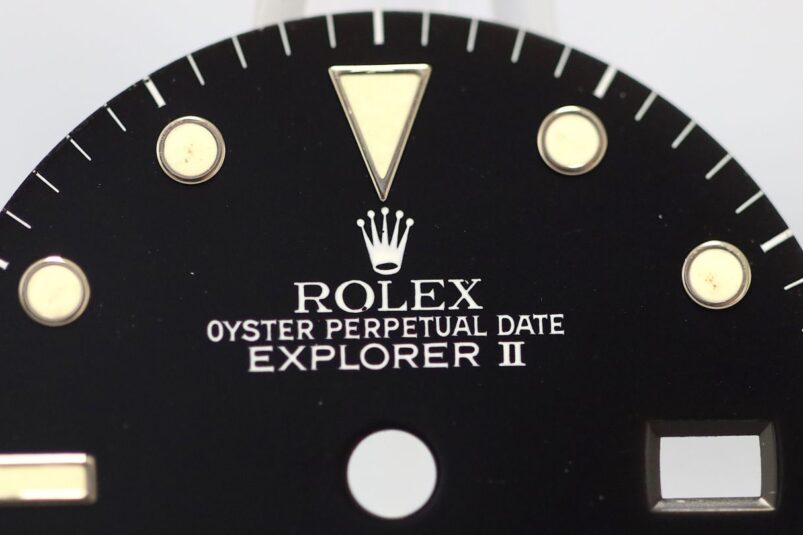 ROLEX
OYSTER PERPETUAL DATE
EXPLORER II